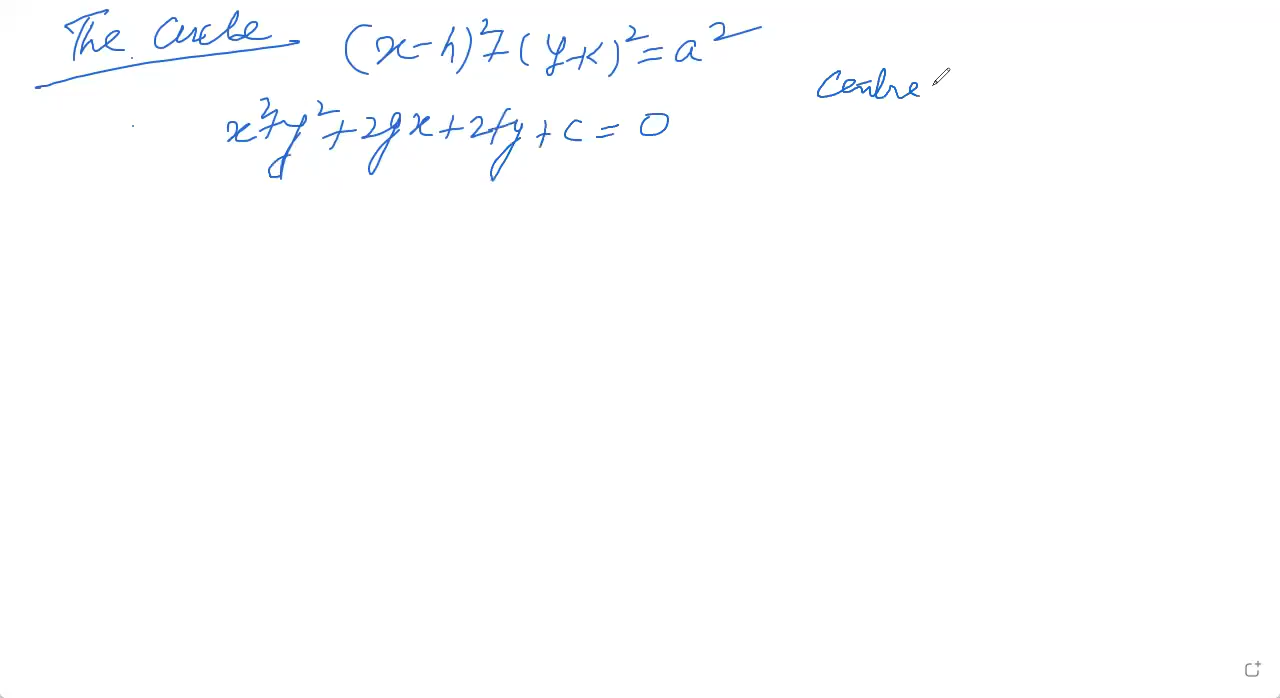 The Circle (x-h)²+(y-k)²=a²
Centre
x²+y²+2gx+2fy+c=0